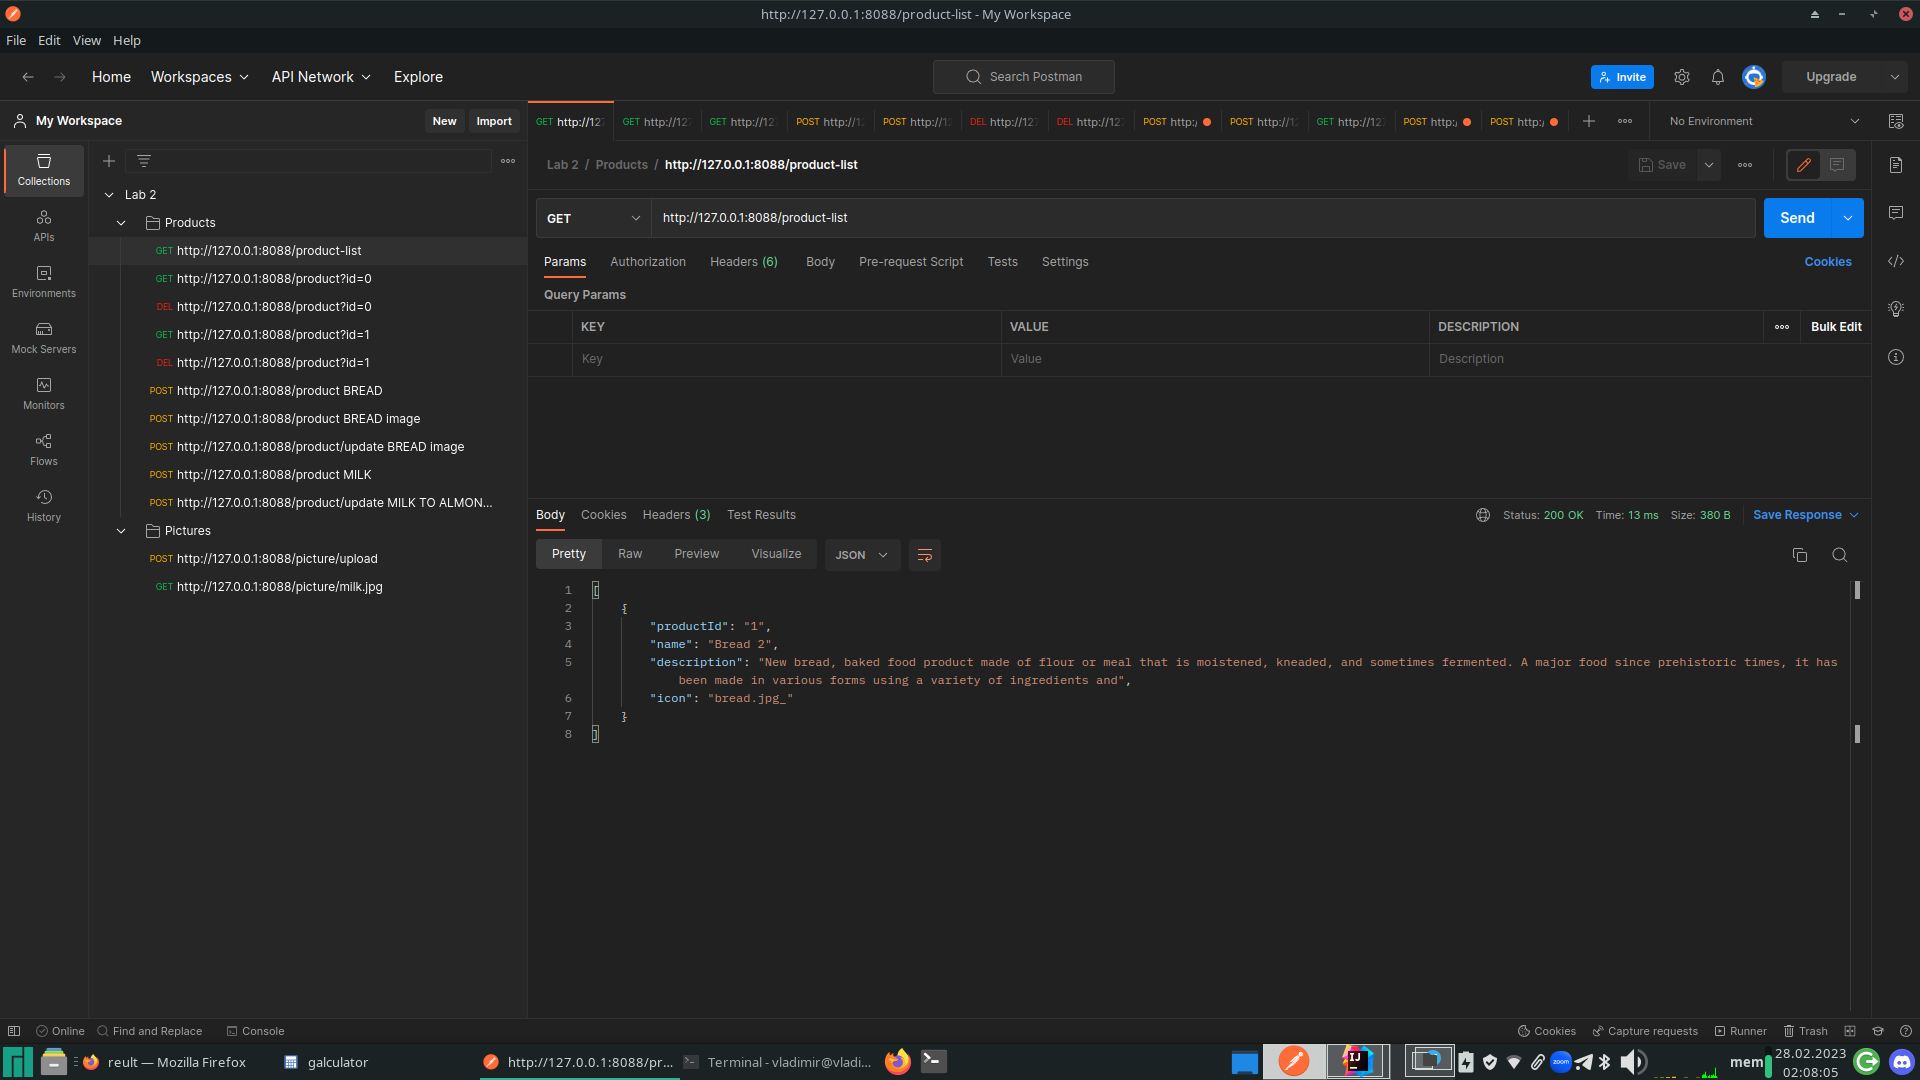 http://127.0.0.1:8088/product-list - My Workspace
File Edit View Help
Home Workspaces API Network Explore
Search Postman
Invite
Upgrade
My Workspace
New Import
GET http://127
GET http://127
GET http://127
POST http://12
POST http://12
DEL http://127
DEL http://127
POST http:/
POST http://12
GET http://127
POST http:/
POST http:/
No Environment
Collections
APIs
Environments
Mock Servers
Monitors
Flows
History
Lab 2
Products
GET http://127.0.0.1:8088/product-list
GET http://127.0.0.1:8088/product?id=0
DEL http://127.0.0.1:8088/product?id=0
GET http://127.0.0.1:8088/product?id=1
DEL http://127.0.0.1:8088/product?id=1
POST http://127.0.0.1:8088/product BREAD
POST http://127.0.0.1:8088/product BREAD image
POST http://127.0.0.1:8088/product/update BREAD image
POST http://127.0.0.1:8088/product MILK
POST http://127.0.0.1:8088/product/update MILK TO ALMON...
Pictures
POST http://127.0.0.1:8088/picture/upload
GET http://127.0.0.1:8088/picture/milk.jpg
Lab 2 / Products / http://127.0.0.1:8088/product-list
Save
GET http://127.0.0.1:8088/product-list
Send
Params Authorization Headers (6) Body Pre-request Script Tests Settings Cookies
Query Params
KEY VALUE DESCRIPTION Bulk Edit
Key Value Description
Body Cookies Headers (3) Test Results
Status: 200 OK Time: 13 ms Size: 380 B Save Response
Pretty Raw Preview Visualize JSON
1 [
2 {
3 "productId": "1",
4 "name": "Bread 2",
5 "description": "New bread, baked food product made of flour or meal that is moistened, kneaded, and sometimes fermented. A major food since prehistoric times, it has
been made in various forms using a variety of ingredients and",
6 "icon": "bread.jpg_"
7 }
8 ]
Online Find and Replace Console
Cookies Capture requests Runner Trash
reult — Mozilla Firefox
galculator
http://127.0.0.1:8088/pr...
Terminal - vladimir@vladi...
IJ
zoom
mem
28.02.2023
02:08:05